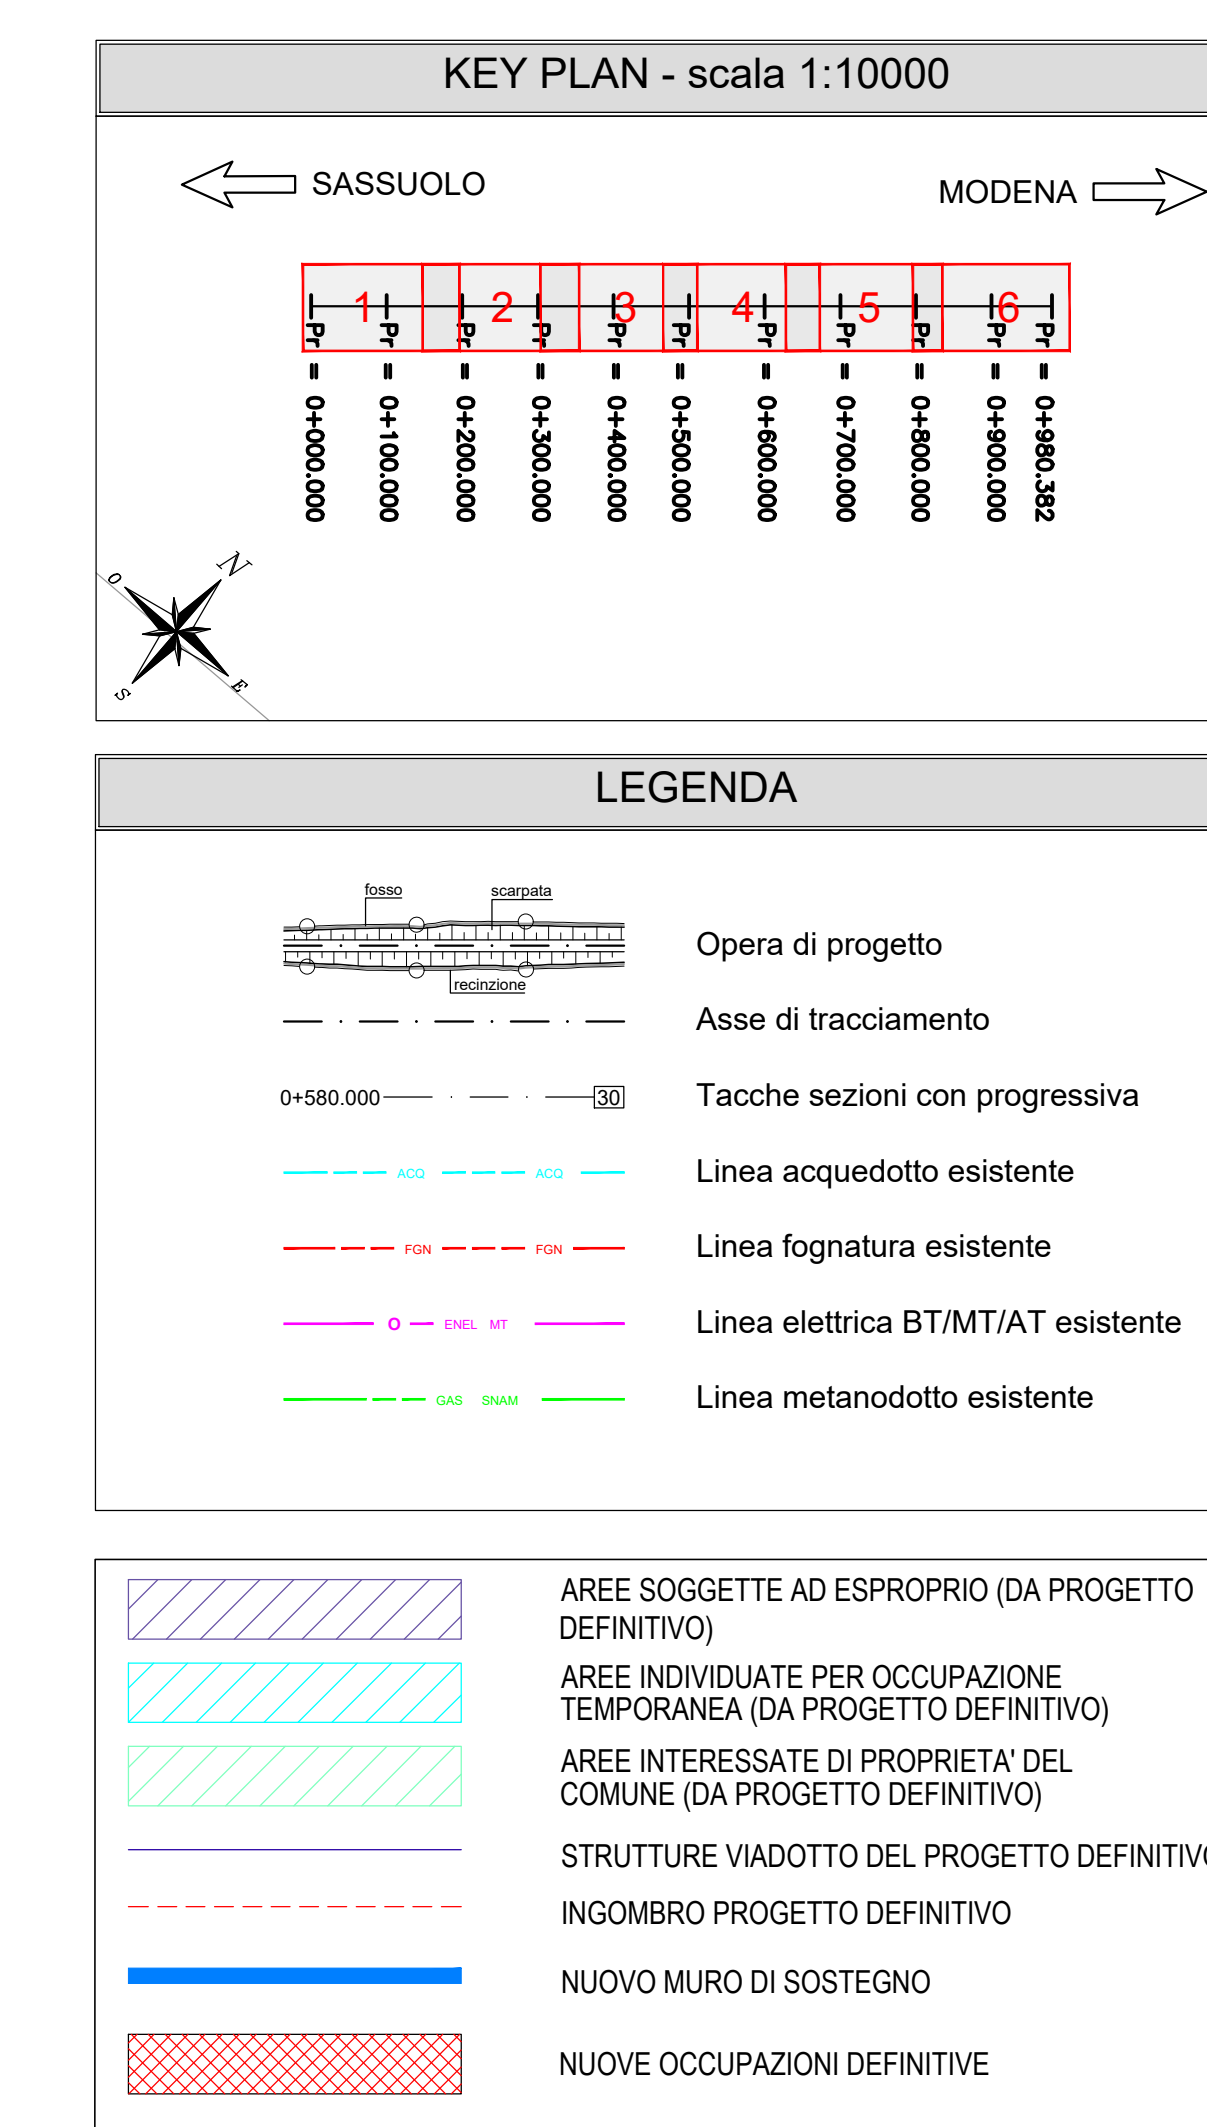 KEY PLAN - scala 1:10000
SASSUOLO
MODENA
1
2
3
4
5
6
Pr = 0+000.000
Pr = 0+100.000
Pr = 0+200.000
Pr = 0+300.000
Pr = 0+400.000
Pr = 0+500.000
Pr = 0+600.000
Pr = 0+700.000
Pr = 0+800.000
Pr = 0+900.000
Pr = 0+980.382
N
O
S
E
LEGENDA
fosso
scarpata
recinzione
Opera di progetto
Asse di tracciamento
0+580.000 30
Tacche sezioni con progressiva
ACQ ACQ
Linea acquedotto esistente
FGN FGN
Linea fognatura esistente
O ENEL MT
Linea elettrica BT/MT/AT esistente
GAS SNAM
Linea metanodotto esistente
AREE SOGGETTE AD ESPROPRIO (DA PROGETTO
DEFINITIVO)
AREE INDIVIDUATE PER OCCUPAZIONE
TEMPORANEA (DA PROGETTO DEFINITIVO)
AREE INTERESSATE DI PROPRIETA' DEL
COMUNE (DA PROGETTO DEFINITIVO)
STRUTTURE VIADOTTO DEL PROGETTO DEFINITIVO
INGOMBRO PROGETTO DEFINITIVO
NUOVO MURO DI SOSTEGNO
NUOVE OCCUPAZIONI DEFINITIVE